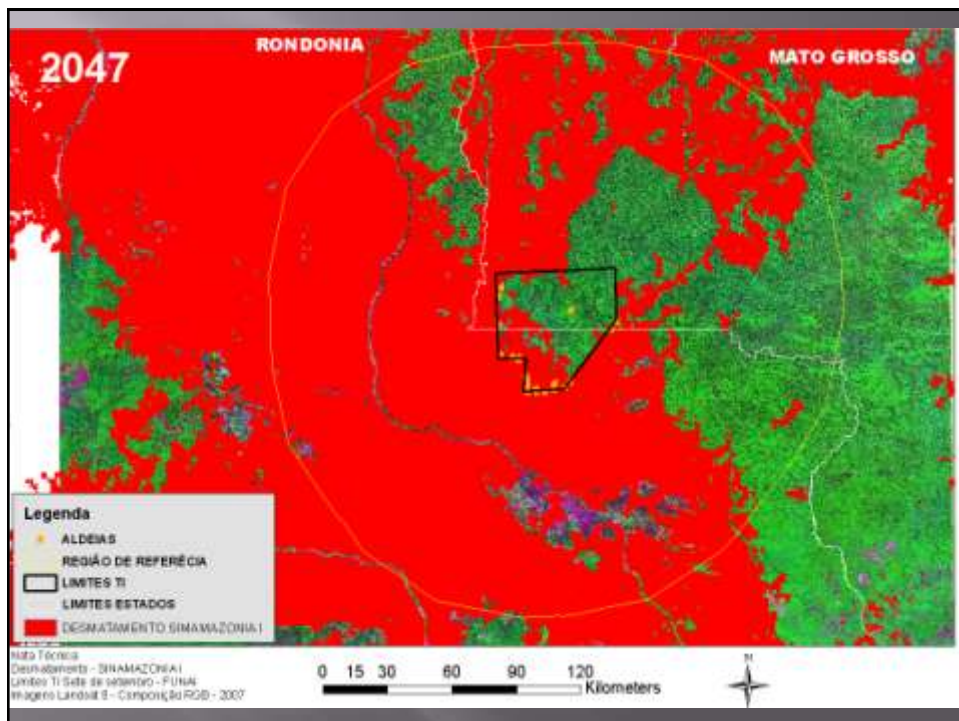 2047
RONDONIA
MATO GROSSO
Legenda
ALDEIAS
REGIÃO DE REFERÊCIA
LIMITES TI
LIMITES ESTADOS
DESMATAMENTO SIMAMAZONIA I
Nota Técnica
Desmatamento - SIMAMAZONIA I
Limites TI Sete de setembro - FUNAI
Imagens Landsat 5 - Composição RGB - 2007
0 15 30 60 90 120
Kilometers
N